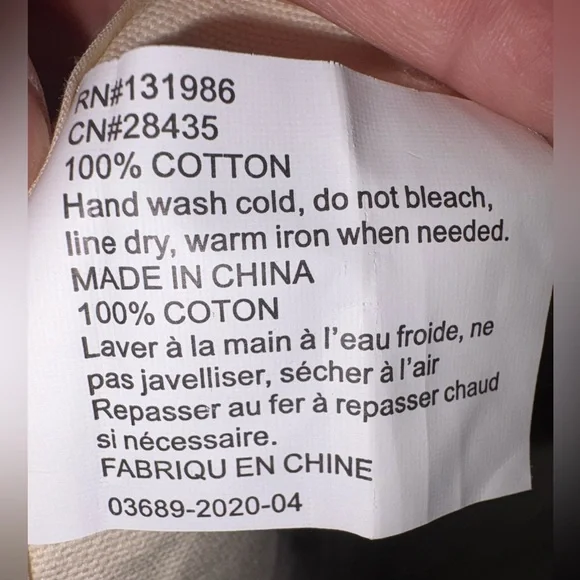 RN#131986
CN#28435
100% COTTON
Hand wash cold, do not bleach,
line dry, warm iron when needed.
MADE IN CHINA
100% COTON
Laver à la main à l'eau froide, ne
pas javelliser, sécher à l'air
Repasser au fer à repasser chaud
si nécessaire.
FABRIQU EN CHINE
03689-2020-04